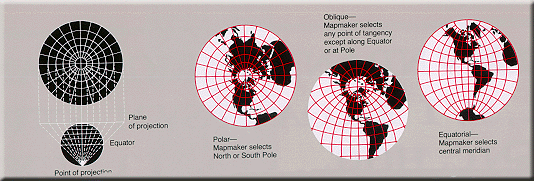 Plane
of projection
Equator
Point of projection
Polar—
Mapmaker selects
North or South Pole
Oblique—
Mapmaker selects
any point of tangency
except along Equator
or at Pole
Equatorial—
Mapmaker selects
central meridian